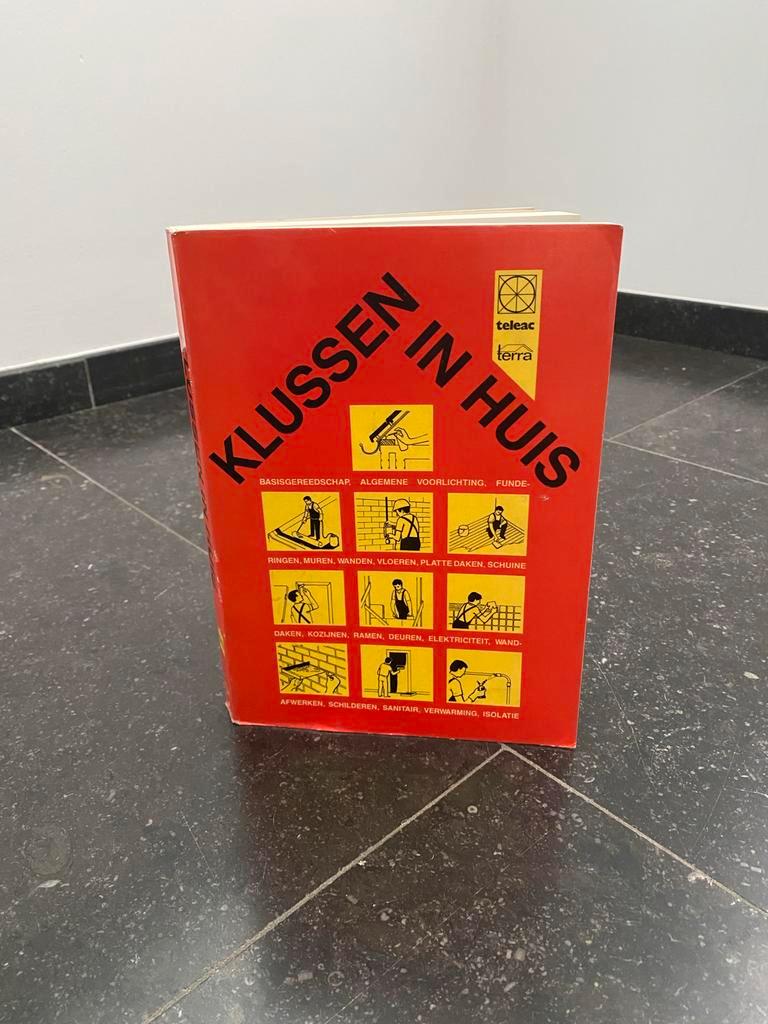 KLUSSEN
IN HUIS
teleac
terra
BASISGEREEDSCHAP, ALGEMENE VOORLICHTING, FUNDE-
RINGEN, MUREN, WANDEN, VLOEREN, PLATTE DAKEN, SCHUINE
DAKEN, KOZIJNEN, RAMEN, DEUREN, ELEKTRICITEIT, WAND-
AFWERKEN, SCHILDEREN, SANITAIR, VERWARMING, ISOLATIE